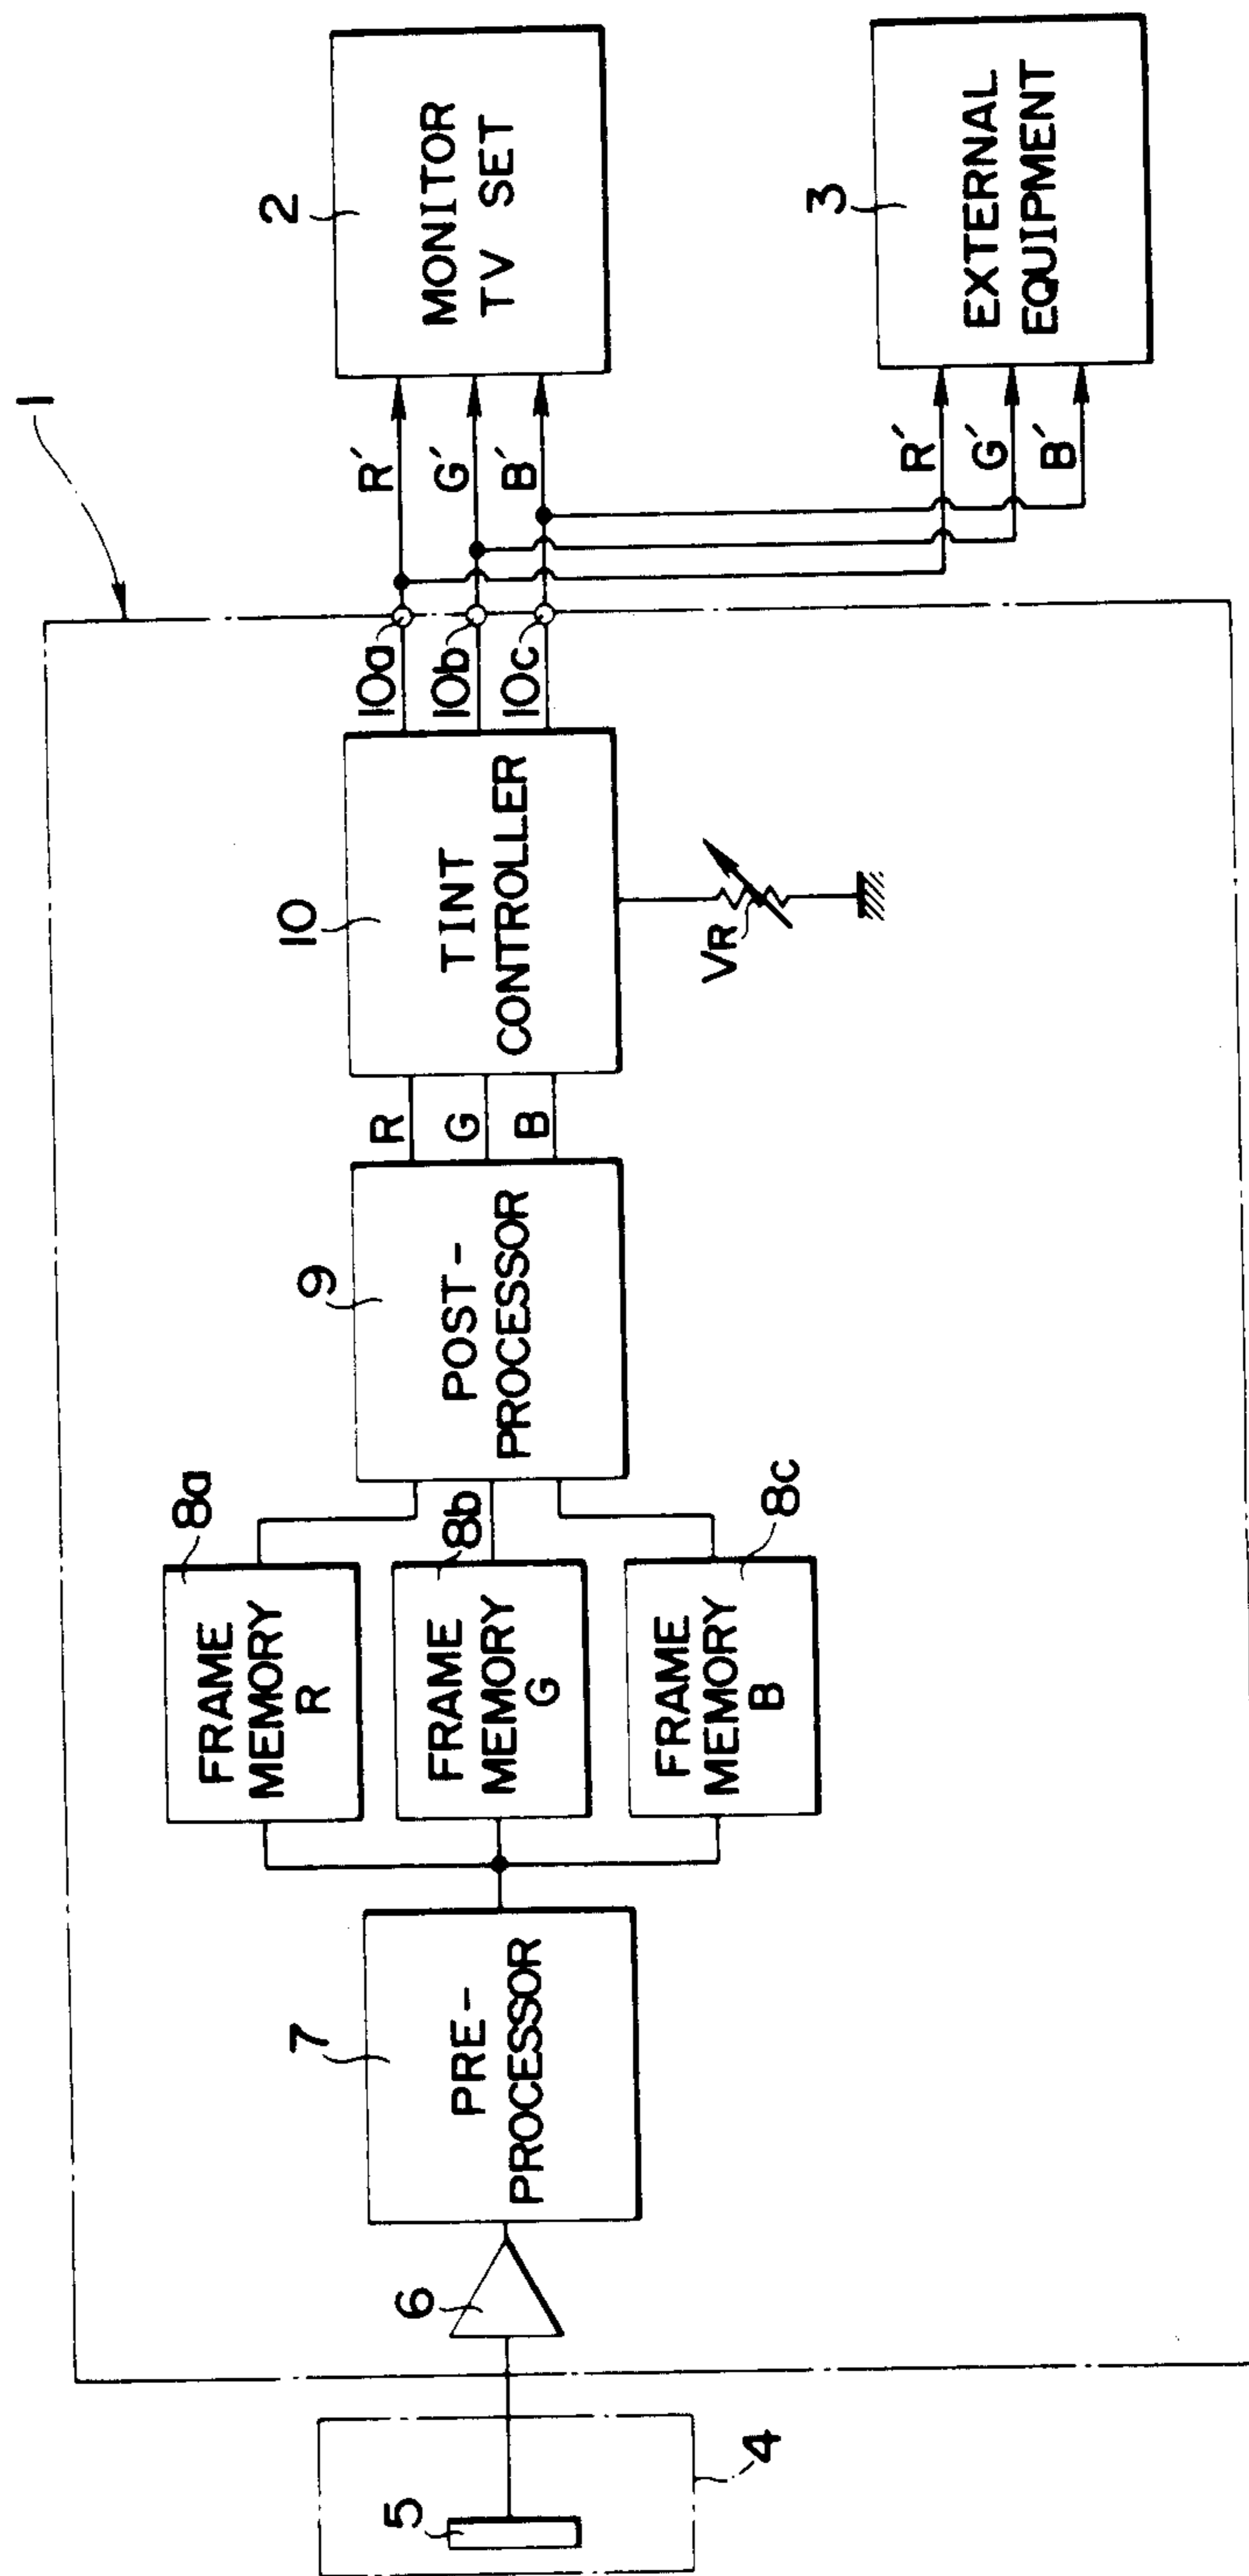 1
2
MONITOR
TV SET
3
EXTERNAL
EQUIPMENT
R′
G′
B′
R′
G′
B′
10a
10b
10c
10
TINT
CONTROLLER
VR
R
G
B
9
POST-
PROCESSOR
8a
FRAME
MEMORY
R
8b
FRAME
MEMORY
G
8c
FRAME
MEMORY
B
7
PRE-
PROCESSOR
6
5
4